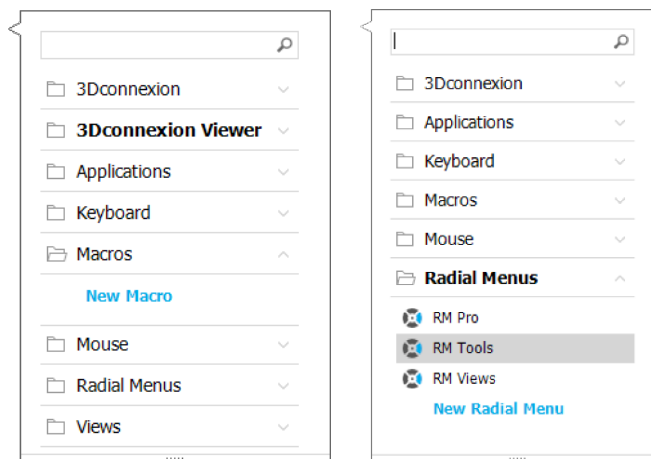 3Dconnexion
3Dconnexion Viewer
Applications
Keyboard
Macros
New Macro
Mouse
Radial Menus
Views
3Dconnexion
Applications
Keyboard
Macros
Mouse
Radial Menus
RM Pro
RM Tools
RM Views
New Radial Menu